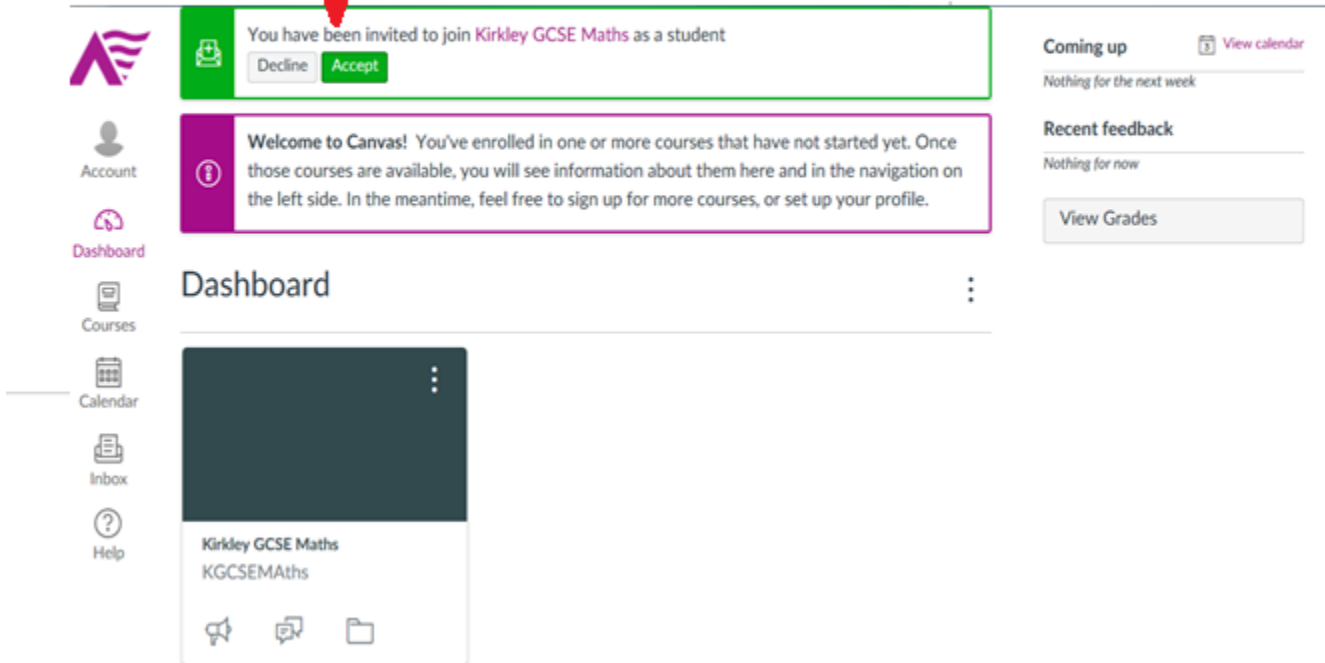 You have been invited to join Kirkley GCSE Maths as a student
Decline
Accept
Welcome to Canvas! You've enrolled in one or more courses that have not started yet. Once
those courses are available, you will see information about them here and in the navigation on
the left side. In the meantime, feel free to sign up for more courses, or set up your profile.
Account
Dashboard
Courses
Calendar
Inbox
Help
Dashboard
Kirkley GCSE Maths
KGCSEMAths
Coming up
View calendar
Nothing for the next week
Recent feedback
Nothing for now
View Grades